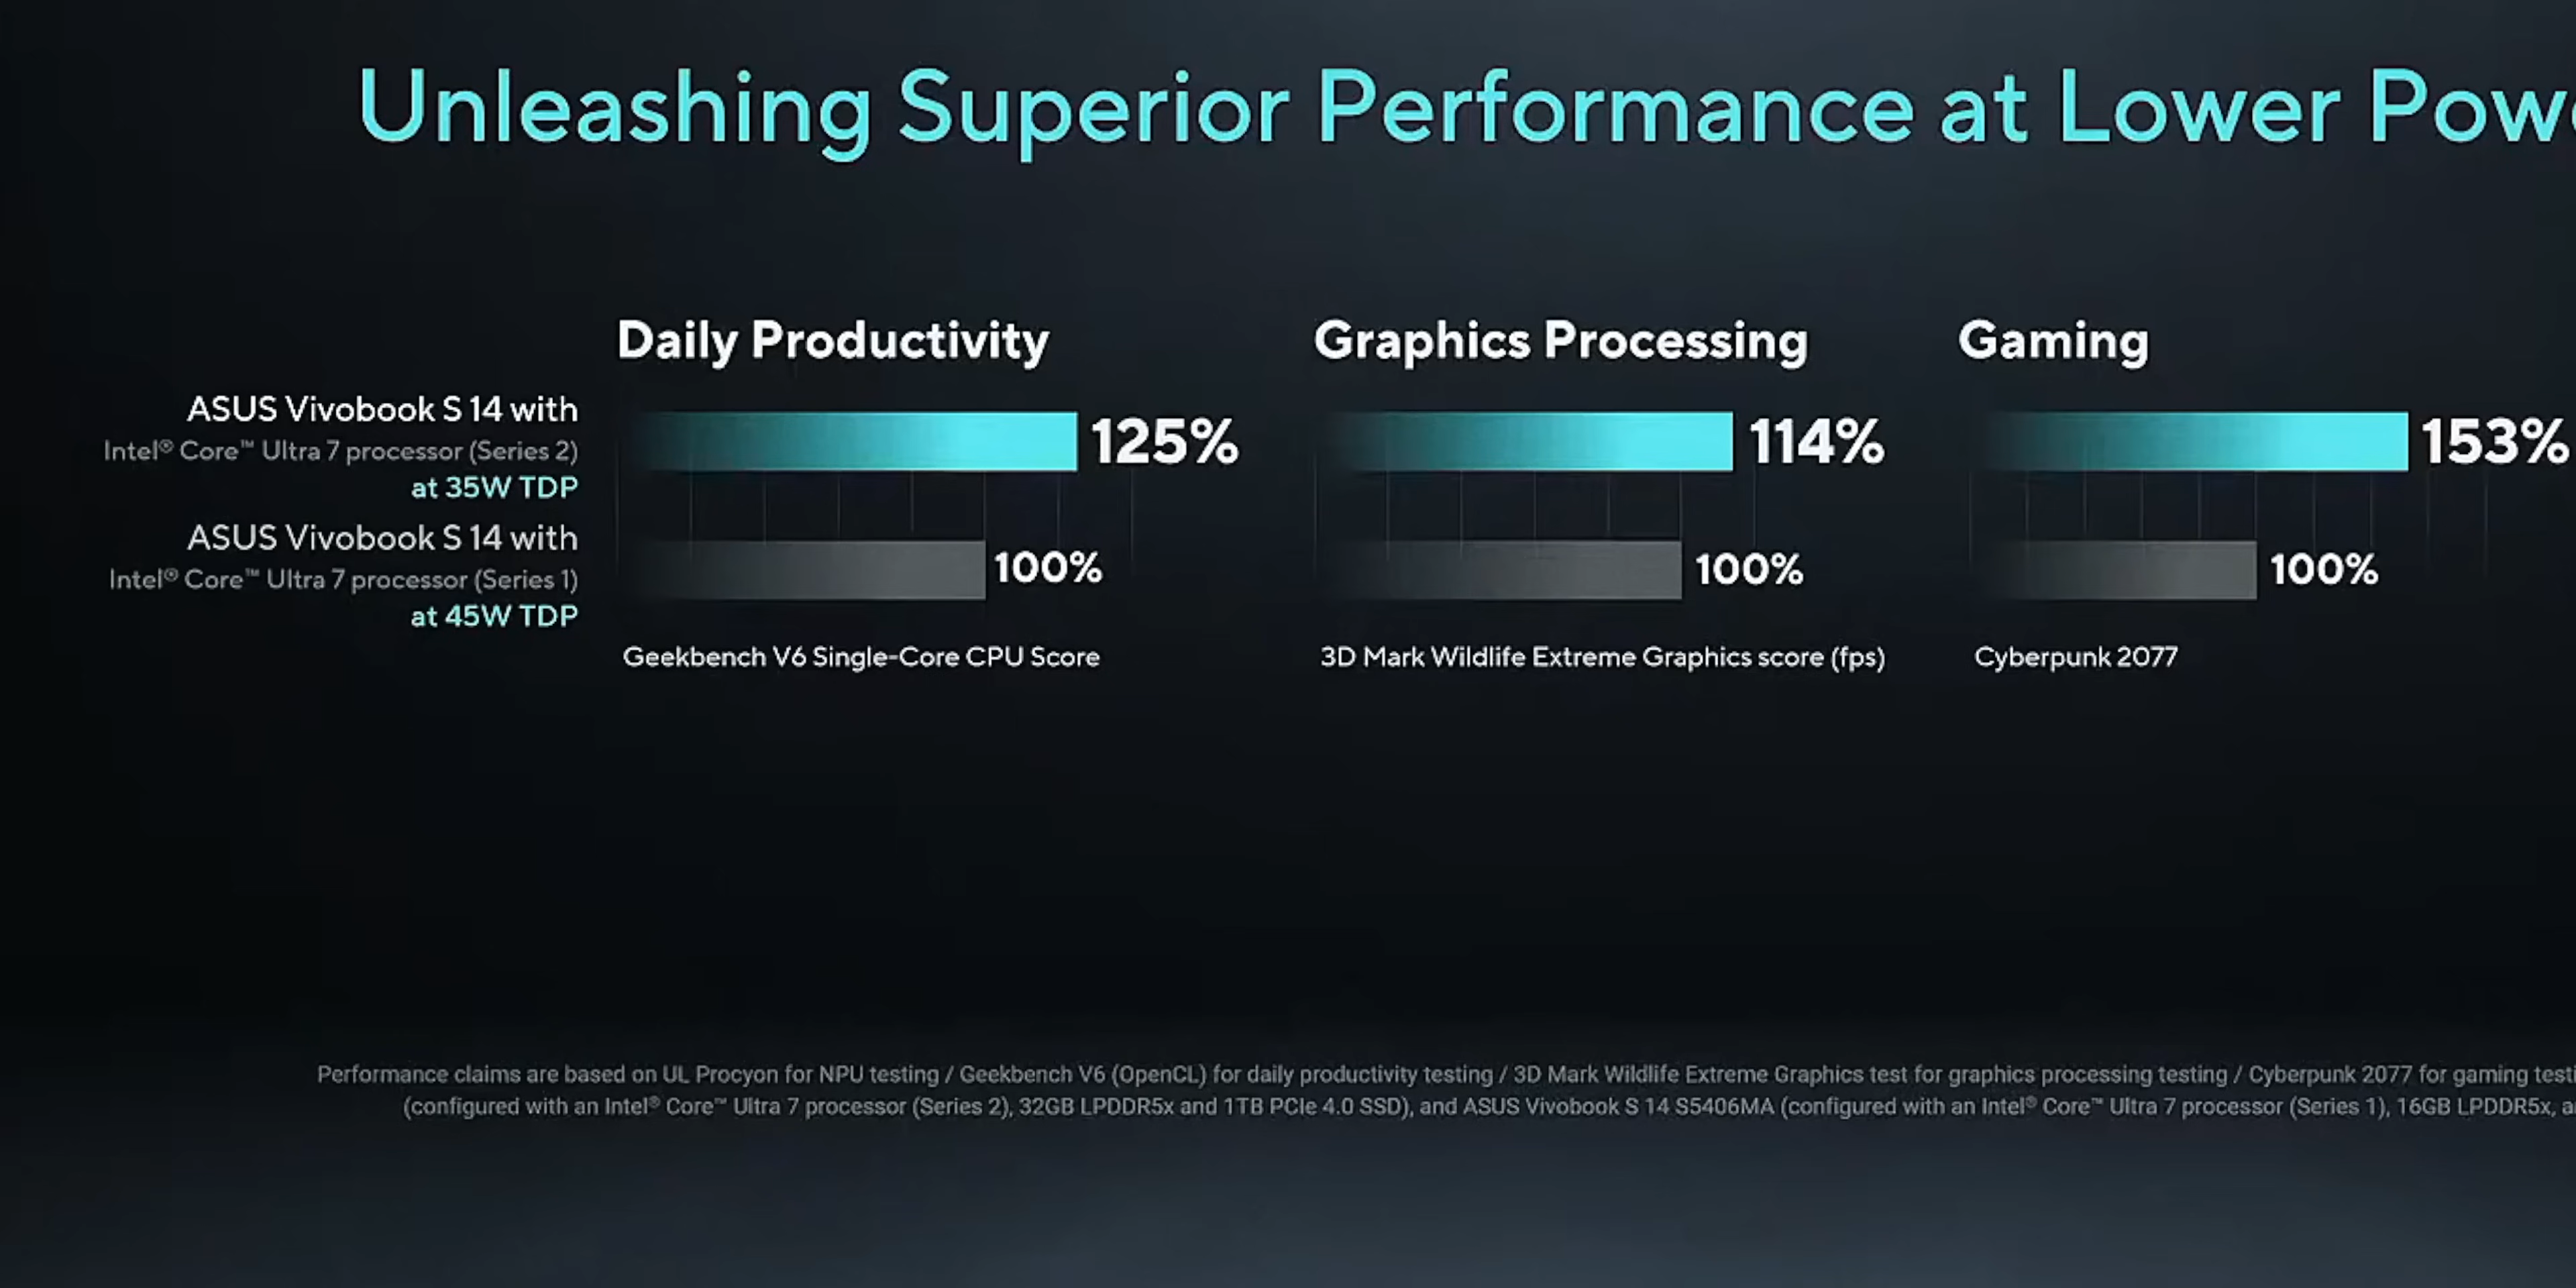 Unleashing Superior Performance at Lower
Daily Productivity
Graphics Processing
Gaming
ASUS Vivobook S 14 with
Intel® Core™ Ultra 7 processor (Series 2)
at 35W TDP
125%
114%
153%
ASUS Vivobook S 14 with
Intel® Core™ Ultra 7 processor (Series 1)
at 45W TDP
100%
100%
100%
Geekbench V6 Single-Core CPU Score
3D Mark Wildlife Extreme Graphics score (fps)
Cyberpunk 2077
Performance claims are based on UL Procyon for NPU testing / Geekbench V6 (OpenCL) for daily productivity testing / 3D Mark Wildlife Extreme Graphics test for graphics processing testing / Cyberpunk 2077 for gaming
(configured with an Intel® Core™ Ultra 7 processor (Series 2), 32GB LPDDR5x and 1TB PCIe 4.0 SSD), and ASUS Vivobook S 14 S5406MA (configured with an Intel® Core™ Ultra 7 processor (Series 1), 16GB LPDDR5x,